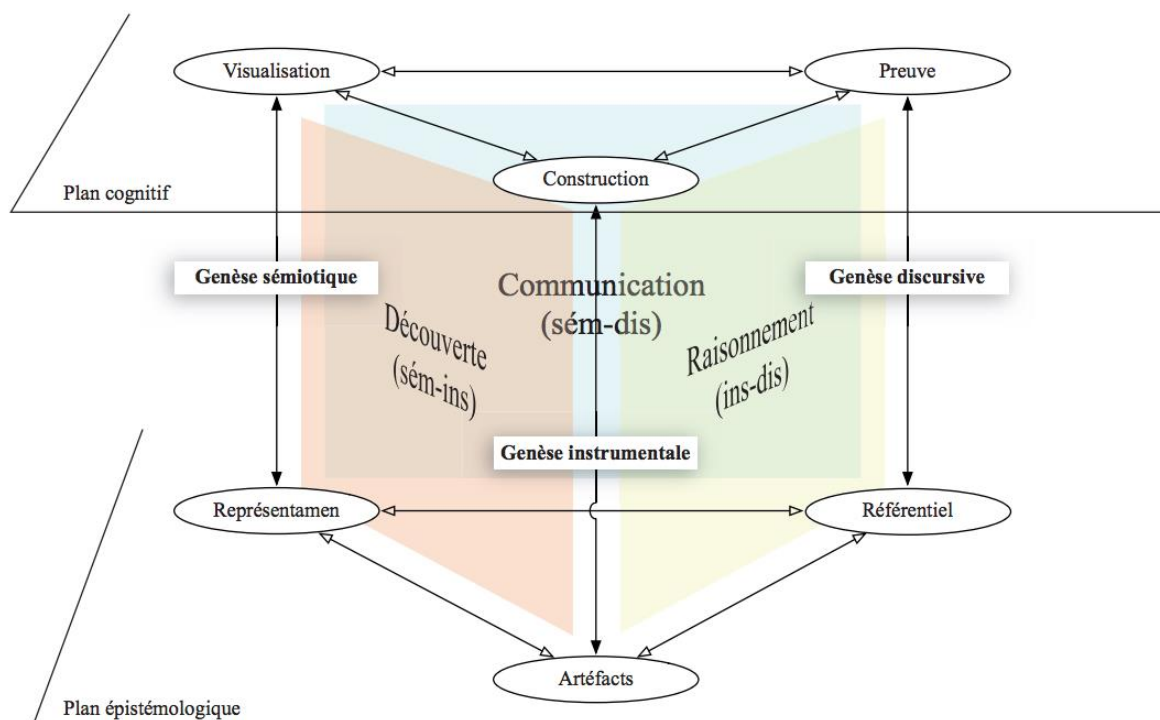 Visualisation
Preuve
Construction
Plan cognitif
Genèse sémiotique
Genèse discursive
Communication
(sém-dis)
Découverte
(sém-ins)
Raisonnement
(ins-dis)
Genèse instrumentale
Représentamen
Référentiel
Artéfacts
Plan épistémologique